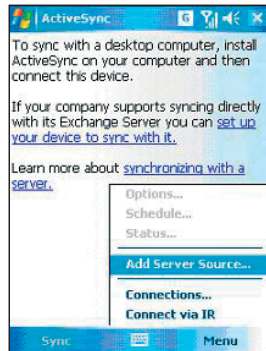 ActiveSync
G
To sync with a desktop computer, install
ActiveSync on your computer and then
connect this device.
If your company supports syncing directly
with its Exchange Server you can set up
your device to sync with it.
Learn more about synchronizing with a
server.
Options...
Schedule...
Status...
Add Server Source...
Connections...
Connect via IR
Sync
Menu